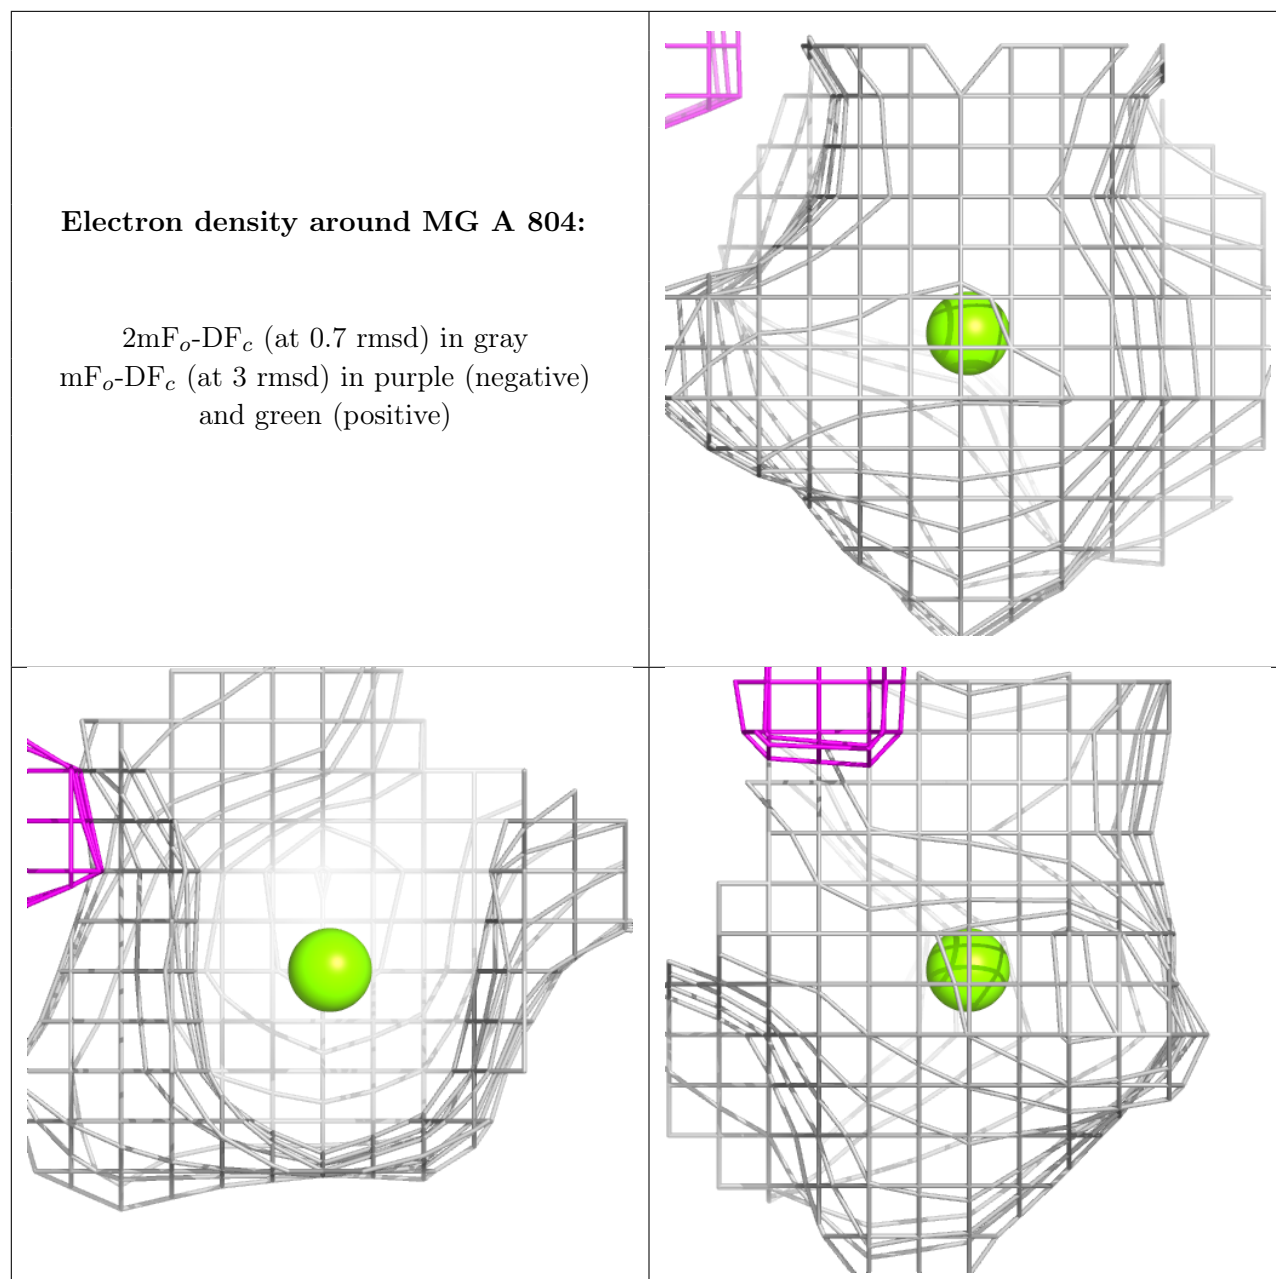 Electron density around MG A 804:
2mFo-DFc (at 0.7 rmsd) in gray
mFo-DFc (at 3 rmsd) in purple (negative)
and green (positive)